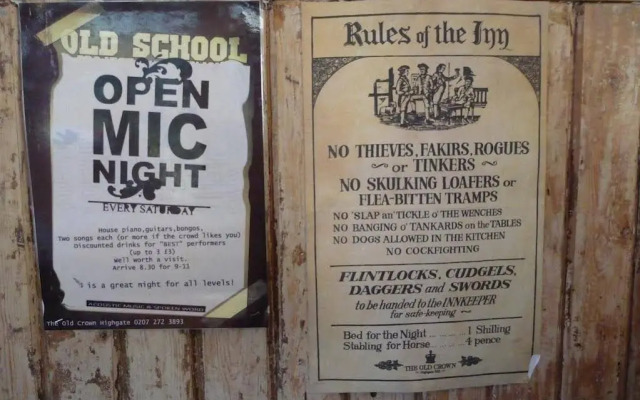 OLD SCHOOL
OPEN
MIC
NIGHT
EVERY SATURDAY
House piano,guitars,bongos,
Two songs each (or more if the crowd likes you)
Discounted drinks for "BEST" performers
(up to £ £3)
Well worth a visit.
Arrive 8.30 for 9-11
is a great night for all levels!
ACOUSTIC MUSIC & SPOKEN WORD
The Old Crown Highgate 0207 272 3893
Rules of the Inn
NO THIEVES, FAKIRS, ROGUES
or TINKERS
NO SKULKING LOAFERS or
FLEA-BITTEN TRAMPS
NO 'SLAP an' TICKLE O' THE WENCHES
NO BANGING O' TANKARDS on the TABLES
NO DOGS ALLOWED IN THE KITCHEN
NO COCKFIGHTING
FLINTLOCKS, CUDGELS,
DAGGERS and SWORDS
to be handed to the INNKEEPER
for safe-keeping
Bed for the Night ... ... 1 Shilling
Stabling for Horse ... ... 4 pence
THE OLD CROWN